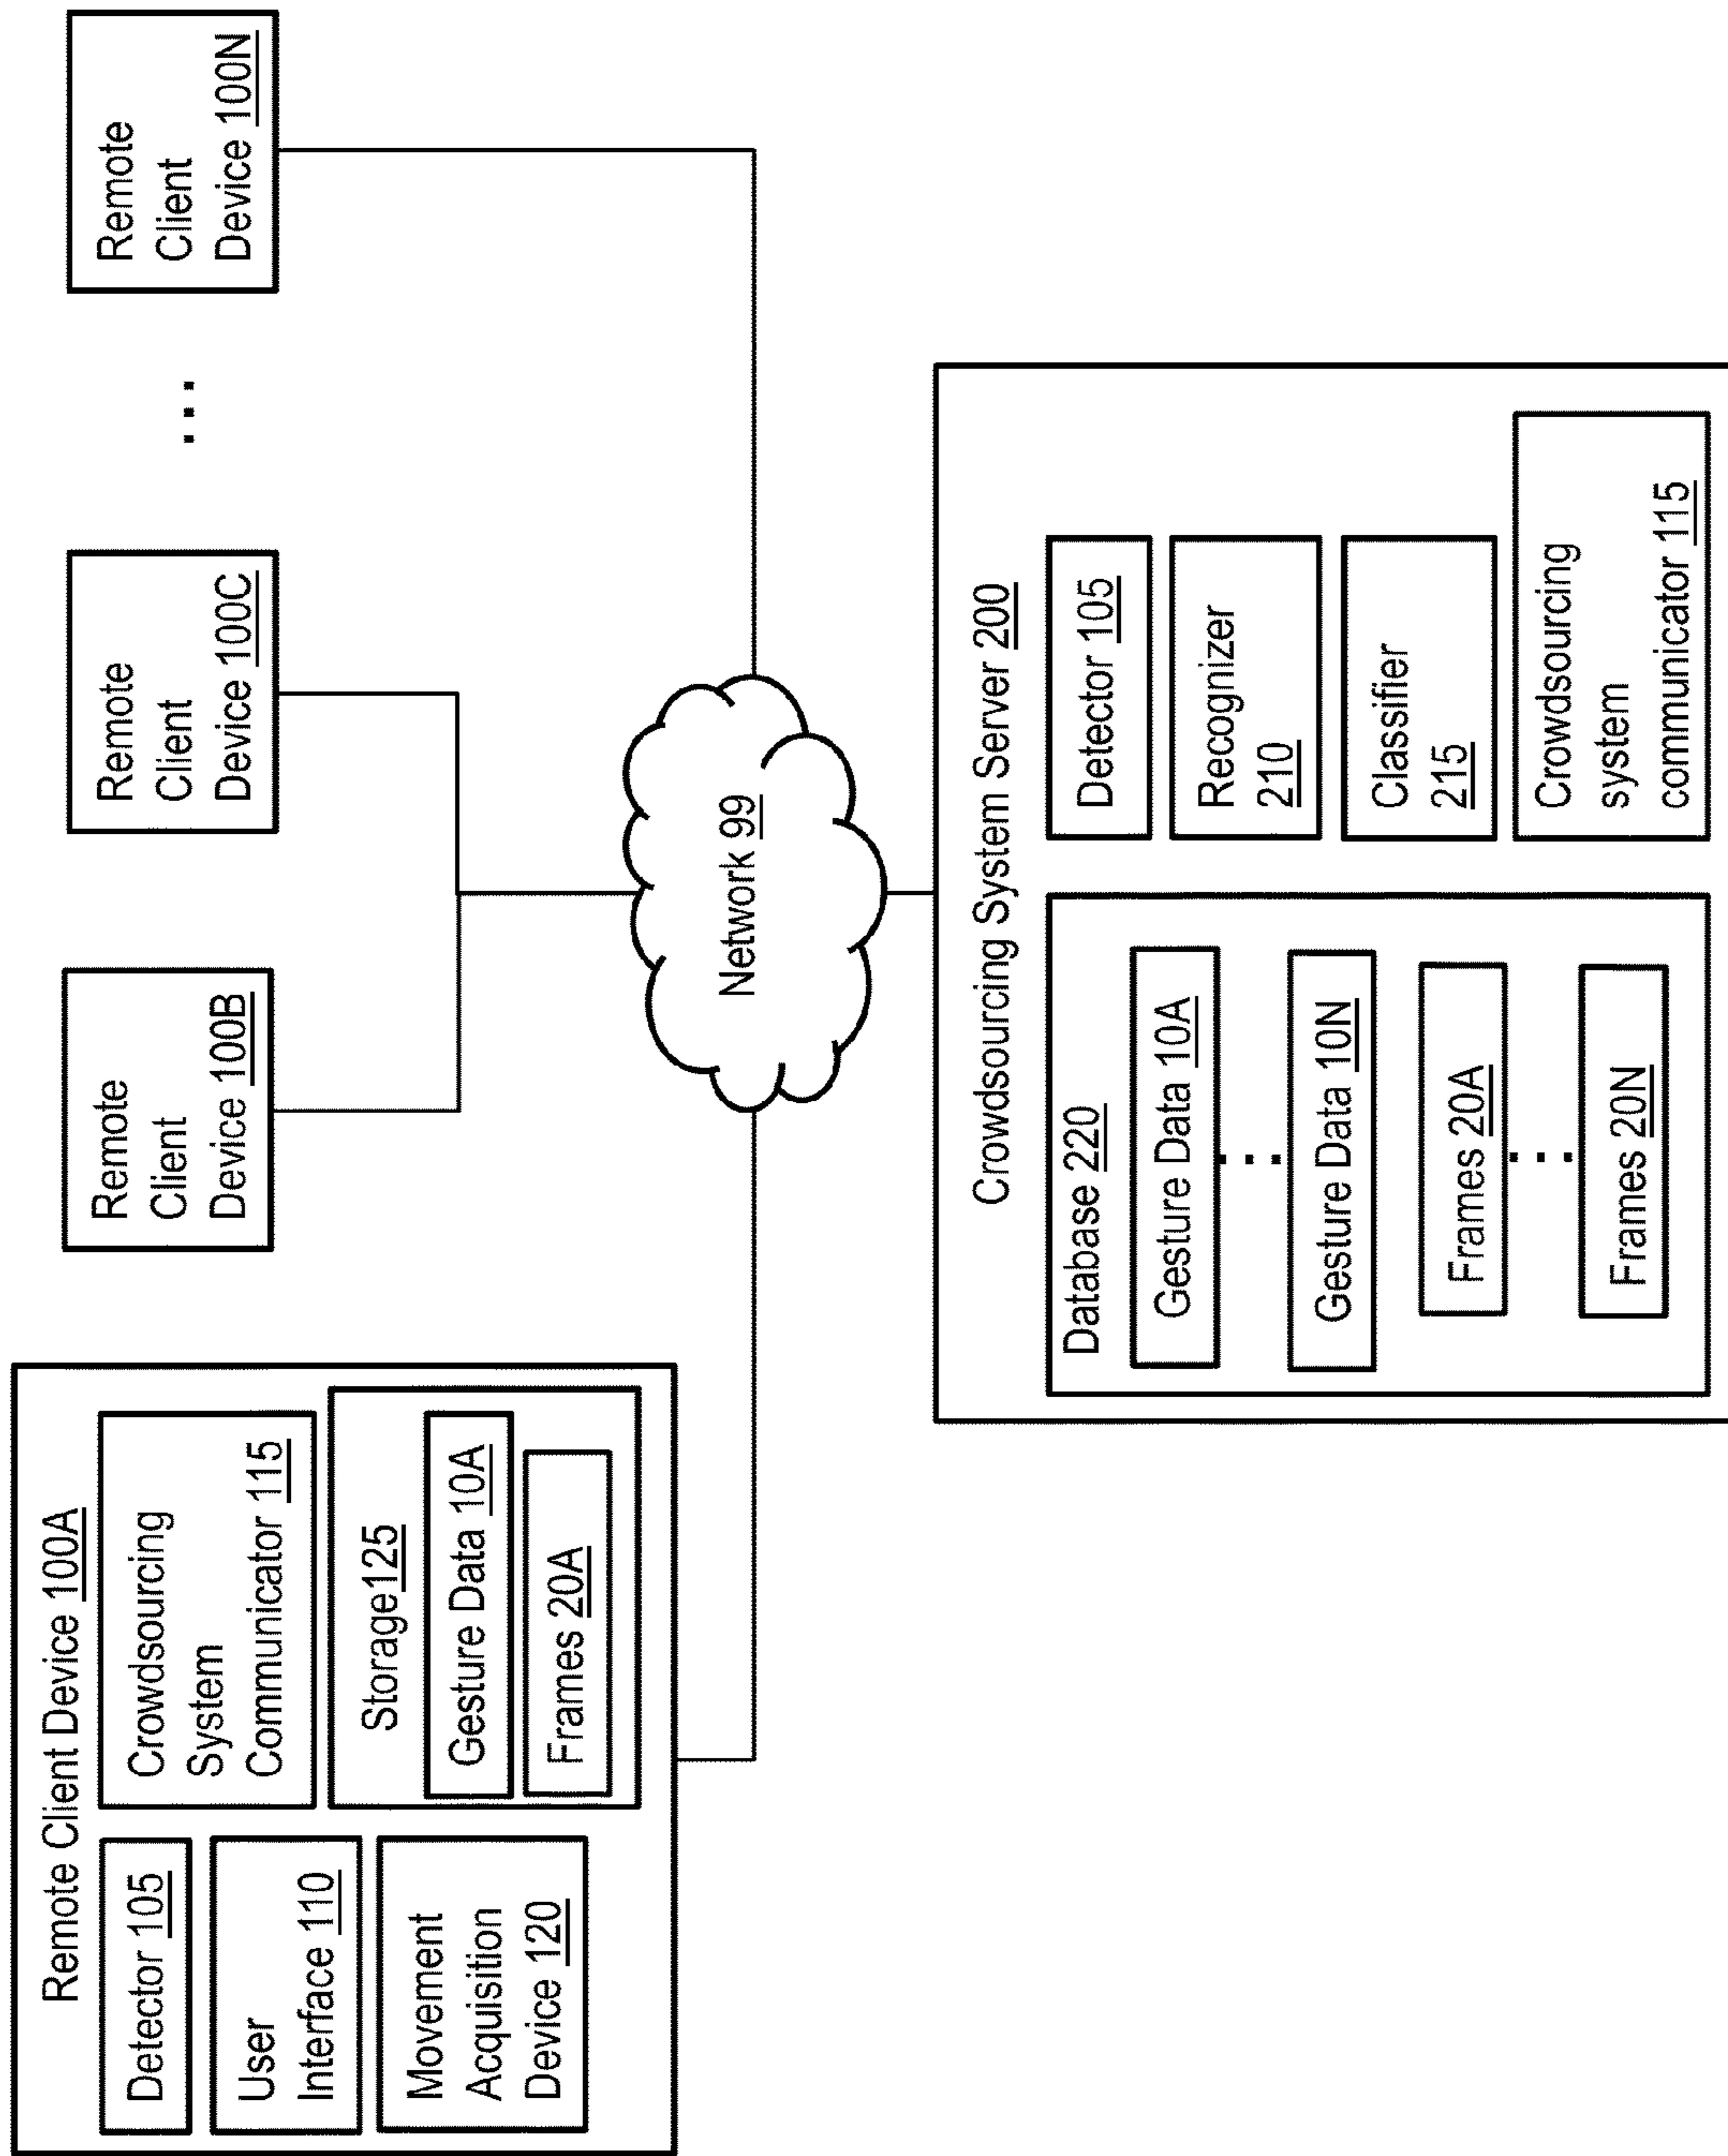 Remote Client Device 100A
Detector 105
User
Interface 110
Movement
Acquisition
Device 120
Crowdsourcing
System
Communicator 115
Storage125
Gesture Data 10A
Frames 20A
Remote
Client
Device 100B
Remote
Client
Device 100C
...
Remote
Client
Device 100N
Network 99
Crowdsourcing System Server 200
Database 220
Gesture Data 10A
...
Gesture Data 10N
Frames 20A
...
Frames 20N
Detector 105
Recognizer
210
Classifier
215
Crowdsourcing
system
communicator 115